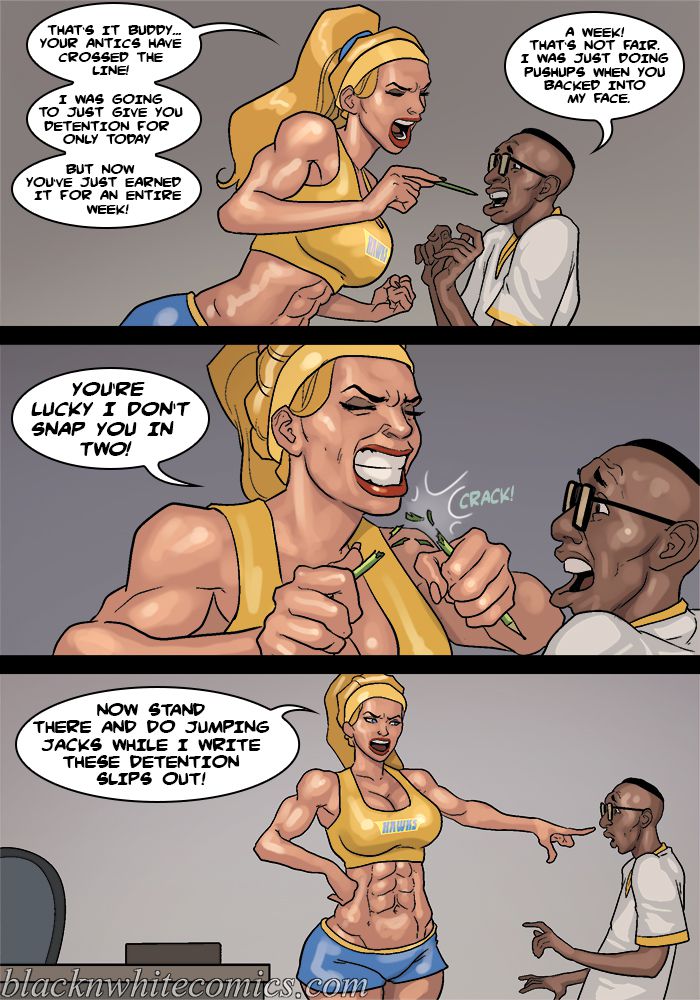 THAT'S IT BUDDY...
YOUR ANTICS HAVE
CROSSED THE
LINE!
I WAS GOING
TO JUST GIVE YOU
DETENTION FOR
ONLY TODAY
BUT NOW
YOU'VE JUST EARNED
IT FOR AN ENTIRE
WEEK!
A WEEK!
THAT'S NOT FAIR.
I WAS JUST DOING
PUSHUPS WHEN YOU
BACKED INTO
MY FACE.
HAWKS
YOU'RE
LUCKY I DON'T
SNAP YOU IN
TWO!
CRACK!
NOW STAND
THERE AND DO JUMPING
JACKS WHILE I WRITE
THESE DETENTION
SLIPS OUT!
HAWKS
blacknwhitecomics.com